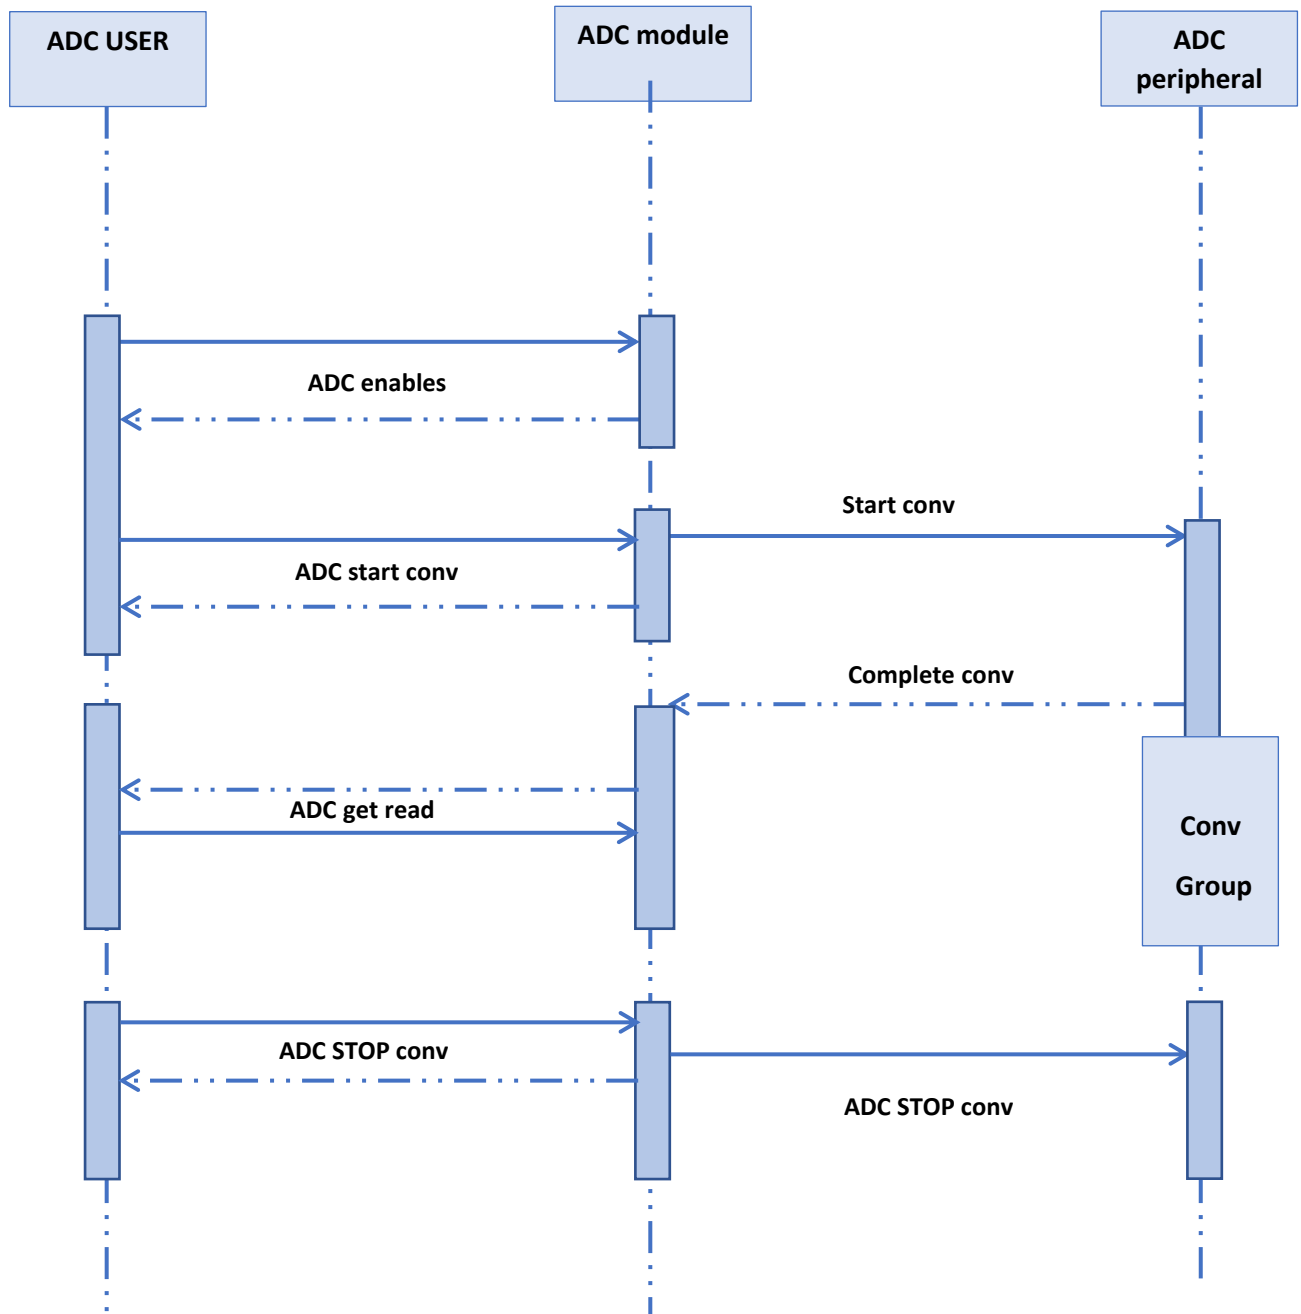 ADC USER
ADC module
ADC
peripheral
ADC enables
Start conv
ADC start conv
Complete conv
ADC get read
Conv
Group
ADC STOP conv
ADC STOP conv